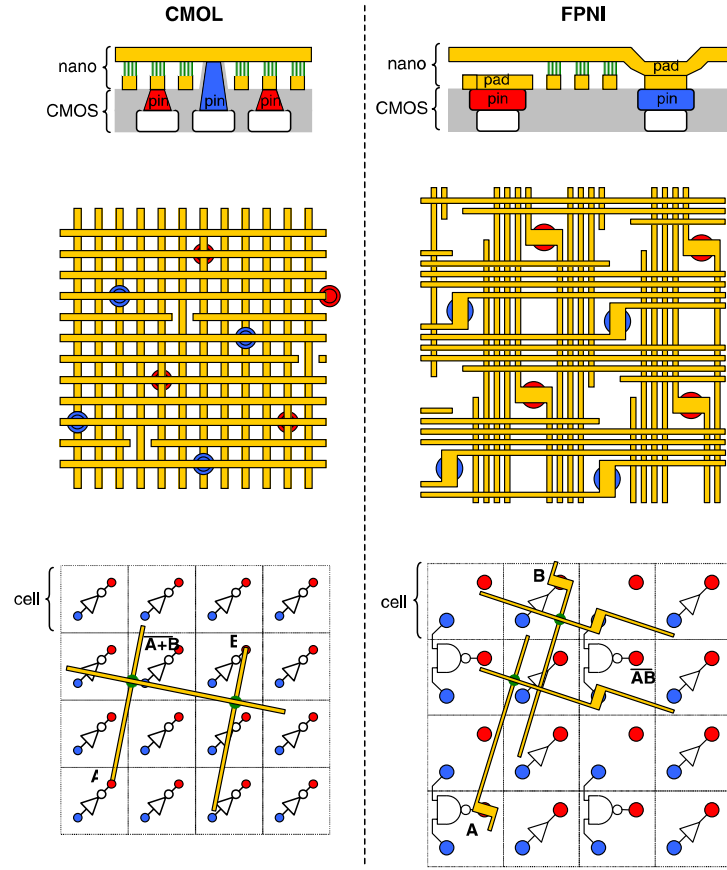 CMOL
FPNI
nano
CMOS
pin
pin
pin
nano
CMOS
pad
pin
pad
pin
cell
A+B
cell
B
AB
A